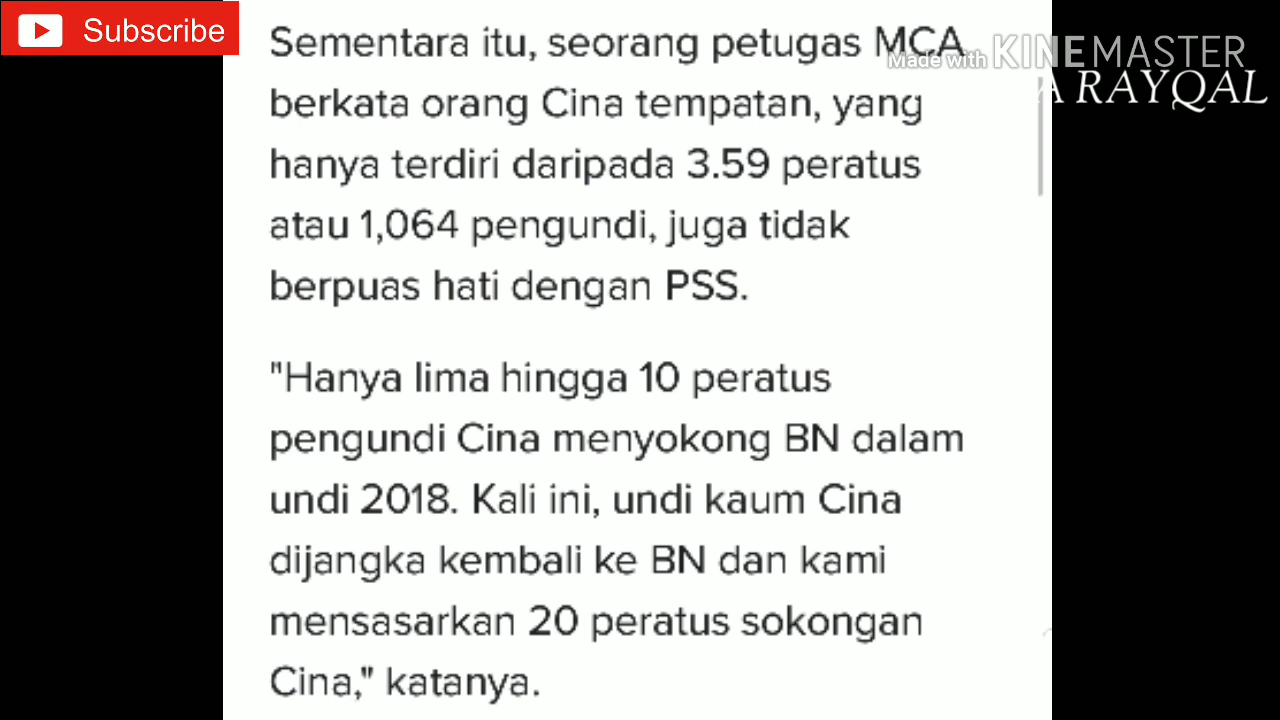 Subscribe
Sementara itu, seorang petugas MCA
Made with KINEMASTER
berkata orang Cina tempatan, yang
A RAYQAL
hanya terdiri daripada 3.59 peratus
atau 1,064 pengundi, juga tidak
berpuas hati dengan PSS.
"Hanya lima hingga 10 peratus
pengundi Cina menyokong BN dalam
undi 2018. Kali ini, undi kaum Cina
dijangka kembali ke BN dan kami
mensasarkan 20 peratus sokongan
Cina," katanya.